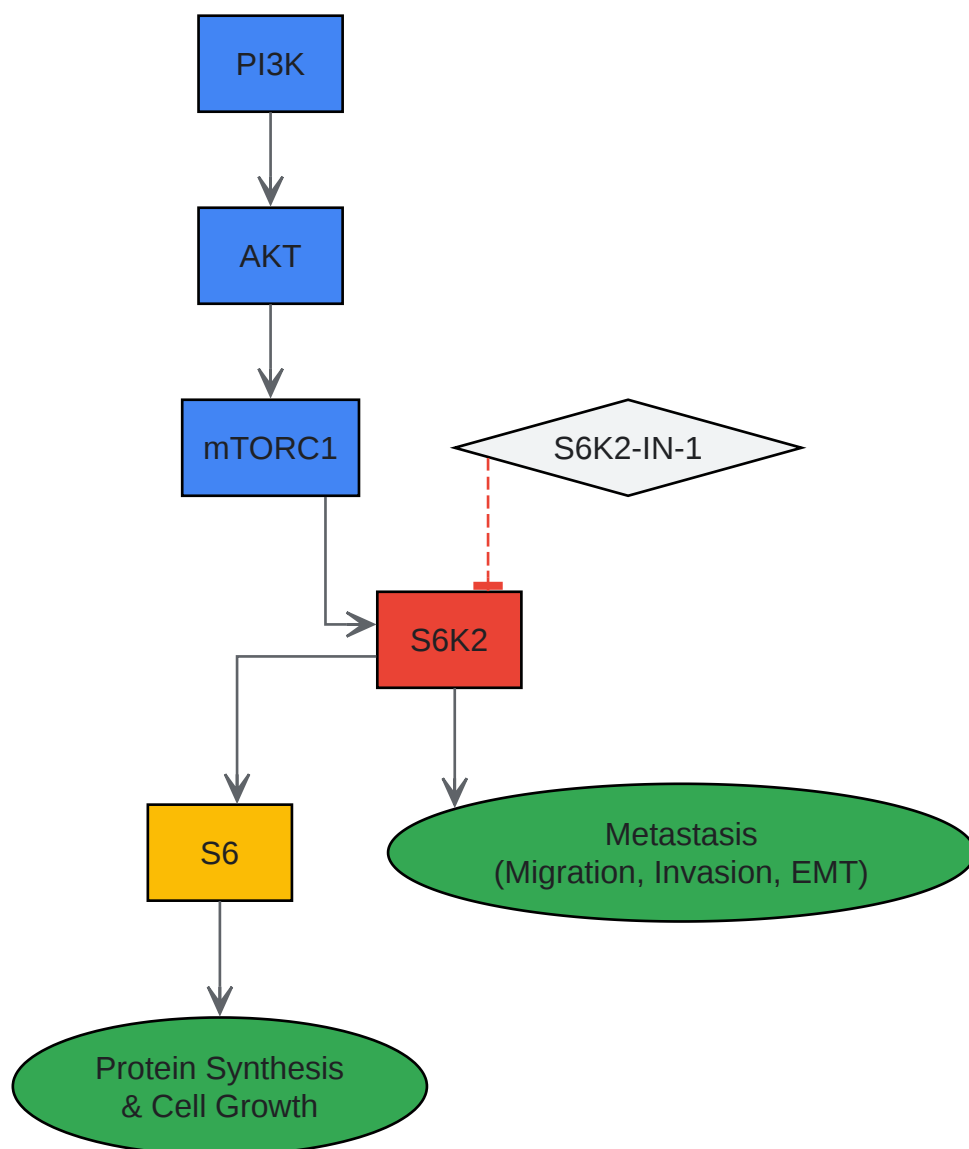 PI3K
AKT
mTORC1
S6K2-IN-1
S6K2
S6
Metastasis
(Migration, Invasion, EMT)
Protein Synthesis
& Cell Growth